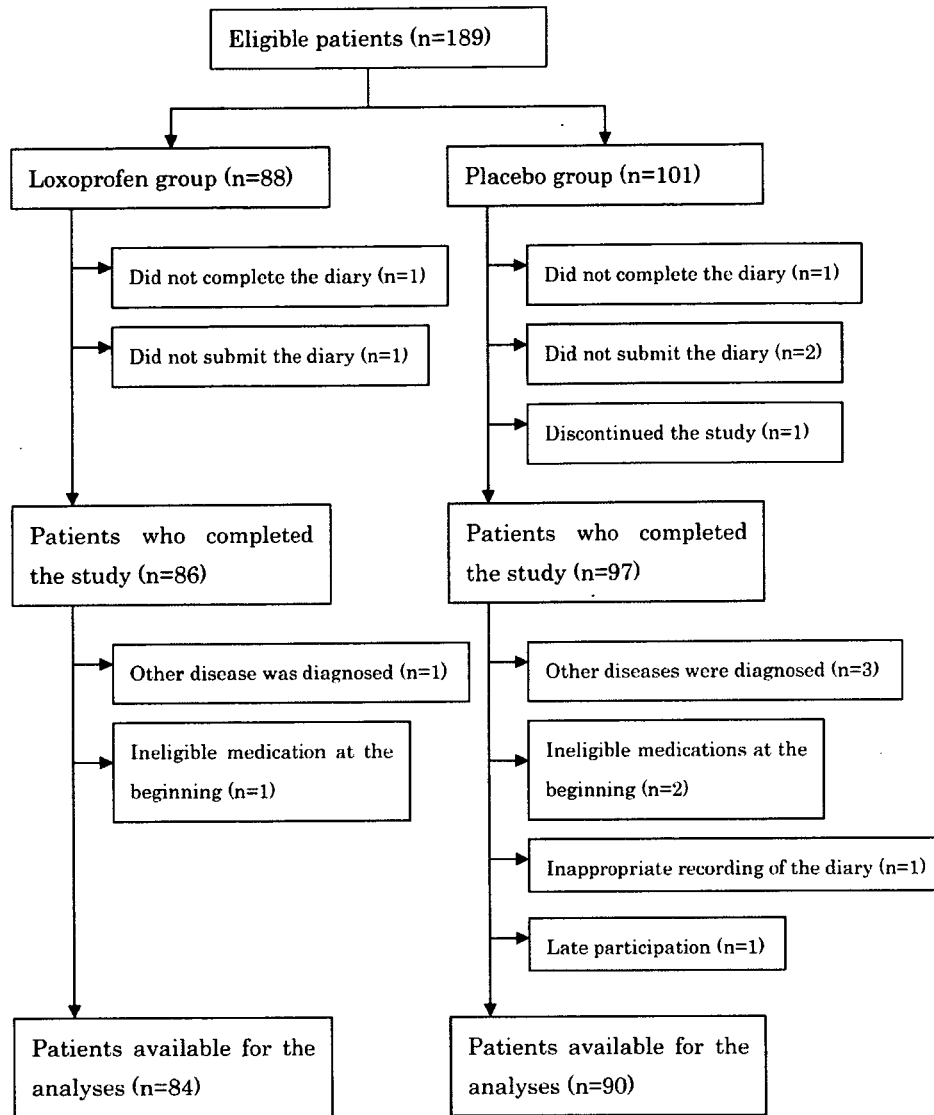 Eligible patients (n=189)
Loxoprofen group (n=88)
Placebo group (n=101)
Did not complete the diary (n=1)
Did not submit the diary (n=1)
Did not complete the diary (n=1)
Did not submit the diary (n=2)
Discontinued the study (n=1)
Patients who completed
the study (n=86)
Patients who completed
the study (n=97)
Other disease was diagnosed (n=1)
Ineligible medication at the
beginning (n=1)
Other diseases were diagnosed (n=3)
Ineligible medications at the
beginning (n=2)
Inappropriate recording of the diary (n=1)
Late participation (n=1)
Patients available for the
analyses (n=84)
Patients available for the
analyses (n=90)